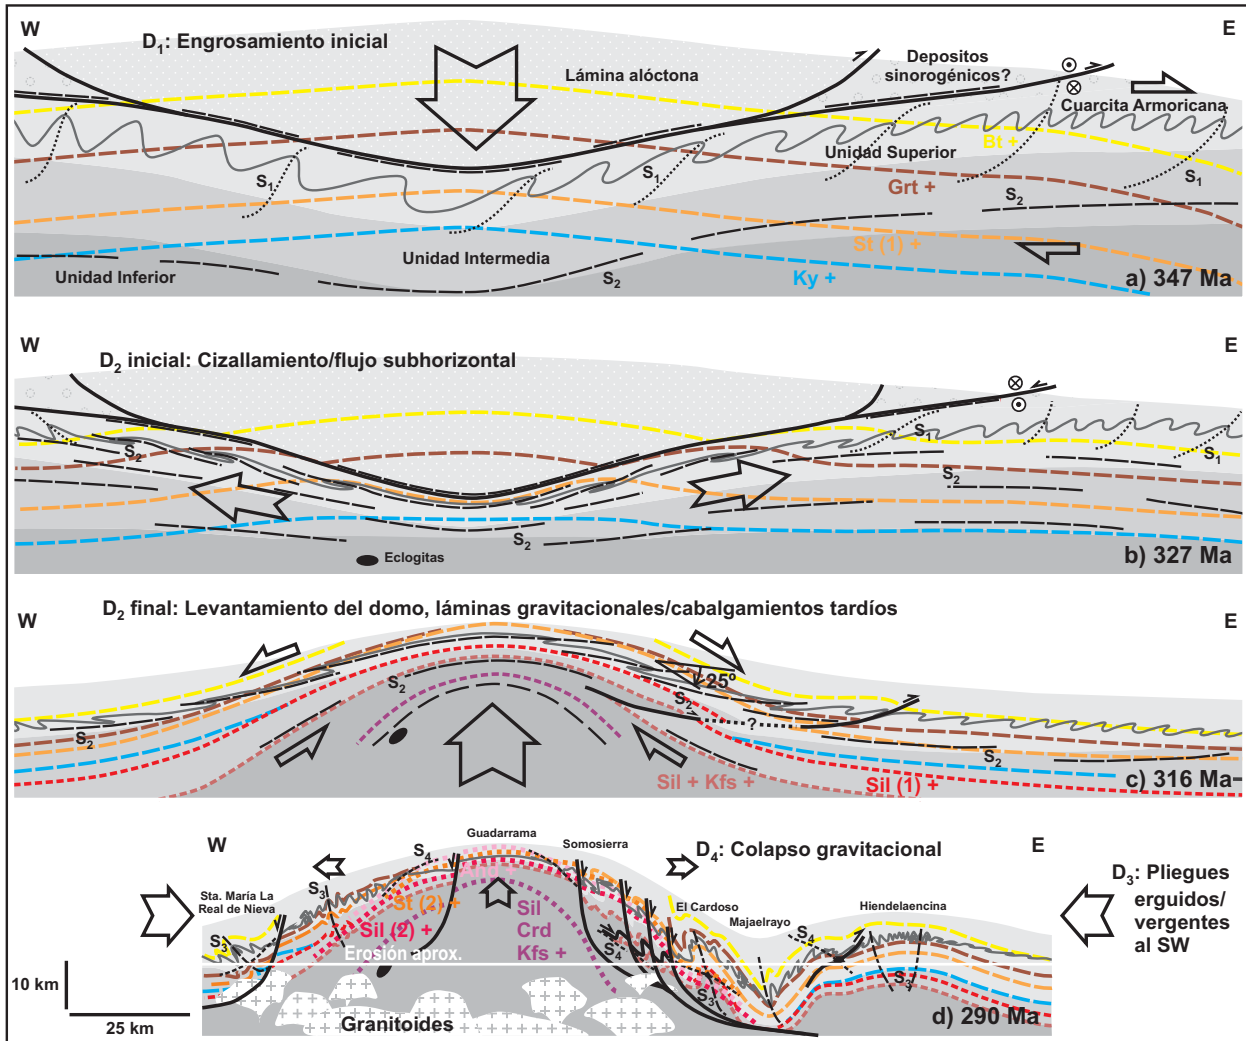 W
E
D1: Engrosamiento inicial
Lámina alóctona
Depositos
sinorogénicos?
Cuarcita Armoricana
Bt +
Unidad Superior
Grt +
S1
S1
S1
S2
St (1) +
Unidad Intermedia
Unidad Inferior
S2
Ky +
a) 347 Ma
W
E
D2 inicial: Cizallamiento/flujo subhorizontal
S1
S2
S1
S2
S2
Eclogitas
b) 327 Ma
D2 final: Levantamiento del domo, láminas gravitacionales/cabalgamientos tardíos
W
E
25º
S2
S2
S2
?
S2
Sil + Kfs +
Sil (1) +
c) 316 Ma
W
E
Guadarrama
Somosierra
S4
D4: Colapso gravitacional
D3: Pliegues
erguidos/
vergentes
al SW
Sta. María La
Real de Nieva
And +
S3
St (2) +
El Cardoso
Majaelrayo
Hiendelaencina
Sil (2) +
Sil
Crd
Kfs +
S3
S4
S4
Erosión aprox.
S3
S3
10 km
25 km
Granitoides
d) 290 Ma